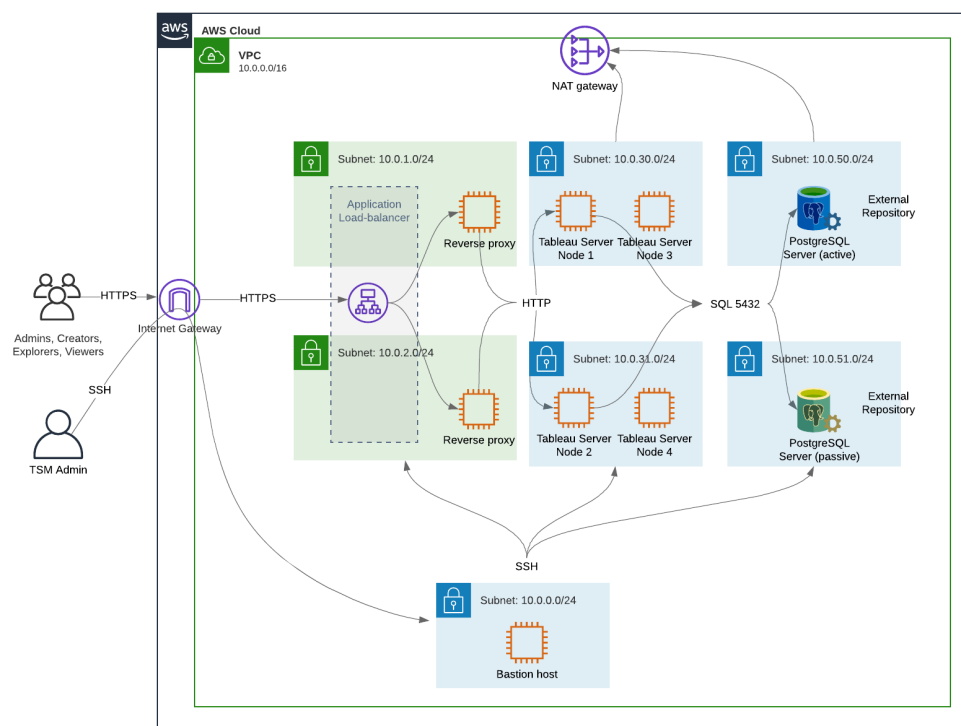 aws
AWS Cloud
VPC
10.0.0.0/16
NAT gateway
Subnet: 10.0.1.0/24
Application
Load-balancer
Reverse proxy
Subnet: 10.0.30.0/24
Tableau Server
Node 1
Tableau Server
Node 3
Subnet: 10.0.50.0/24
External
Repository
PostgreSQL
Server (active)
HTTPS
Admins, Creators,
Explorers, Viewers
Internet Gateway
HTTPS
HTTP
SQL 5432
SSH
TSM Admin
Subnet: 10.0.2.0/24
Reverse proxy
Subnet: 10.0.31.0/24
Tableau Server
Node 2
Tableau Server
Node 4
Subnet: 10.0.51.0/24
External
Repository
PostgreSQL
Server (passive)
SSH
Subnet: 10.0.0.0/24
Bastion host